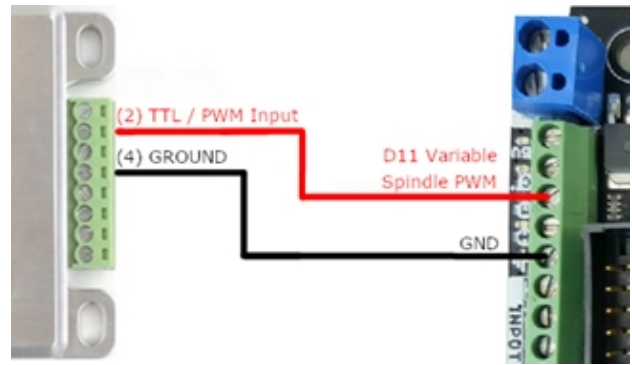 (2) TTL / PWM Input
(4) GROUND
D11 Variable
Spindle PWM
GND
INPUT